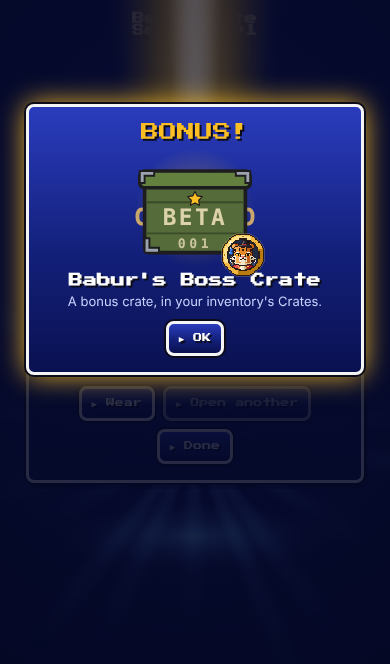 BONUS!
BETA
001
Babur's Boss Crate
A bonus crate, in your inventory's Crates.
▸ OK
▸ Wear
▸ Open another
▸ Done